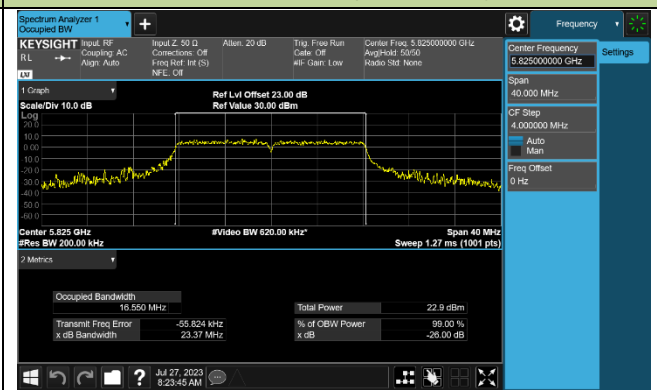 Spectrum Analyzer 1
Occupied BW
+
Frequency
KEYSIGHT
Input: RF
Coupling: AC
Align: Auto
Input Z: 50 Ω
Corrections: Off
Freq Ref: Int (S)
NFE: Off
Atten: 20 dB
Trig: Free Run
Gate: Off
#IF Gain: Low
Center Freq: 5.825000000 GHz
Avg|Hold: 50/50
Radio Std: None
RL
LXI
Center Frequency
5.825000000 GHz
Settings
Span
40.000 MHz
CF Step
4.000000 MHz
Auto
Man
Freq Offset
0 Hz
1 Graph
Ref Lvl Offset 23.00 dB
Scale/Div 10.0 dB
Ref Value 30.00 dBm
Log
20.0
10.0
0.00
-10.0
-20.0
-30.0
-40.0
-50.0
-60.0
Center 5.825 GHz
#Video BW 620.00 kHz*
Span 40 MHz
#Res BW 200.00 kHz
Sweep 1.27 ms (1001 pts)
2 Metrics
Occupied Bandwidth
16.550 MHz
Total Power 22.9 dBm
Transmit Freq Error -55.824 kHz
% of OBW Power 99.00 %
x dB Bandwidth 23.37 MHz
x dB -26.00 dB
?
Jul 27, 2023
8:23:45 AM